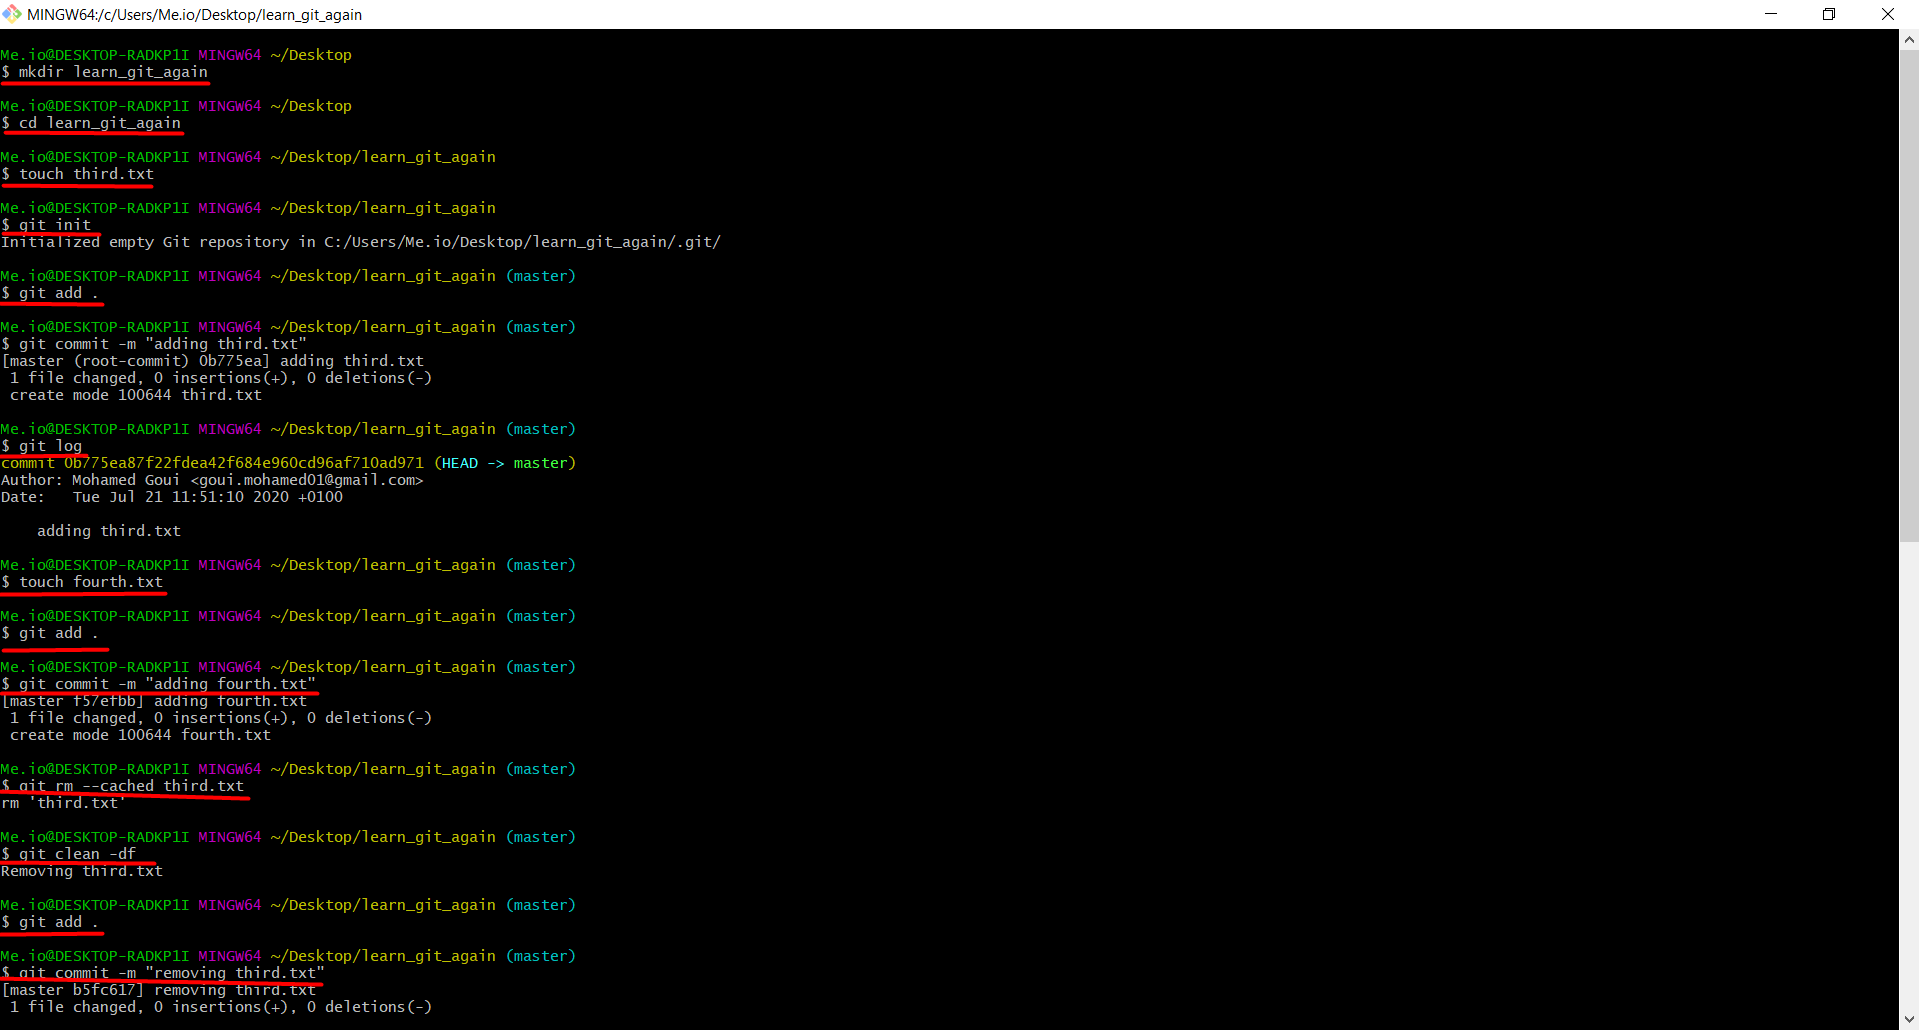 MINGW64:/c/Users/Me.io/Desktop/learn_git_again
Me.io@DESKTOP-RADKP1I MINGW64 ~/Desktop
$ mkdir learn_git_again
Me.io@DESKTOP-RADKP1I MINGW64 ~/Desktop
$ cd learn_git_again
Me.io@DESKTOP-RADKP1I MINGW64 ~/Desktop/learn_git_again
$ touch third.txt
Me.io@DESKTOP-RADKP1I MINGW64 ~/Desktop/learn_git_again
$ git init
Initialized empty Git repository in C:/Users/Me.io/Desktop/learn_git_again/.git/
Me.io@DESKTOP-RADKP1I MINGW64 ~/Desktop/learn_git_again (master)
$ git add .
Me.io@DESKTOP-RADKP1I MINGW64 ~/Desktop/learn_git_again (master)
$ git commit -m "adding third.txt"
[master (root-commit) 0b775ea] adding third.txt
 1 file changed, 0 insertions(+), 0 deletions(-)
 create mode 100644 third.txt
Me.io@DESKTOP-RADKP1I MINGW64 ~/Desktop/learn_git_again (master)
$ git log
commit 0b775ea87f22fdea42f684e960cd96af710ad971 (HEAD -> master)
Author: Mohamed Goui <goui.mohamed01@gmail.com>
Date:   Tue Jul 21 11:51:10 2020 +0100
    adding third.txt
Me.io@DESKTOP-RADKP1I MINGW64 ~/Desktop/learn_git_again (master)
$ touch fourth.txt
Me.io@DESKTOP-RADKP1I MINGW64 ~/Desktop/learn_git_again (master)
$ git add .
Me.io@DESKTOP-RADKP1I MINGW64 ~/Desktop/learn_git_again (master)
$ git commit -m "adding fourth.txt"
[master f57efbb] adding fourth.txt
 1 file changed, 0 insertions(+), 0 deletions(-)
 create mode 100644 fourth.txt
Me.io@DESKTOP-RADKP1I MINGW64 ~/Desktop/learn_git_again (master)
$ git rm --cached third.txt
rm 'third.txt'
Me.io@DESKTOP-RADKP1I MINGW64 ~/Desktop/learn_git_again (master)
$ git clean -df
Removing third.txt
Me.io@DESKTOP-RADKP1I MINGW64 ~/Desktop/learn_git_again (master)
$ git add .
Me.io@DESKTOP-RADKP1I MINGW64 ~/Desktop/learn_git_again (master)
$ git commit -m "removing third.txt"
[master b5fc617] removing third.txt
 1 file changed, 0 insertions(+), 0 deletions(-)